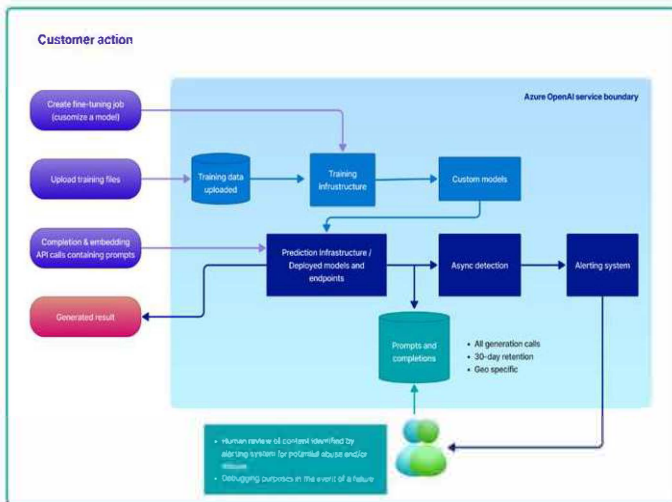 Customer action
Azure OpenAI service boundary
Create fine-tuning job
(cusomize a model)
Upload training files
Training data
uploaded
Training
infrastructure
Custom models
Completion & embedding
API calls containing prompts
Prediction Infrastructure /
Deployed models and
endpoints
Async detection
Alerting system
Generated result
Prompts and
completions
• All generation calls
• 30-day retention
• Geo specific
• Human review of content identified by
alerting system for potential abuse and/or
• Debugging purposes in the event of a failure